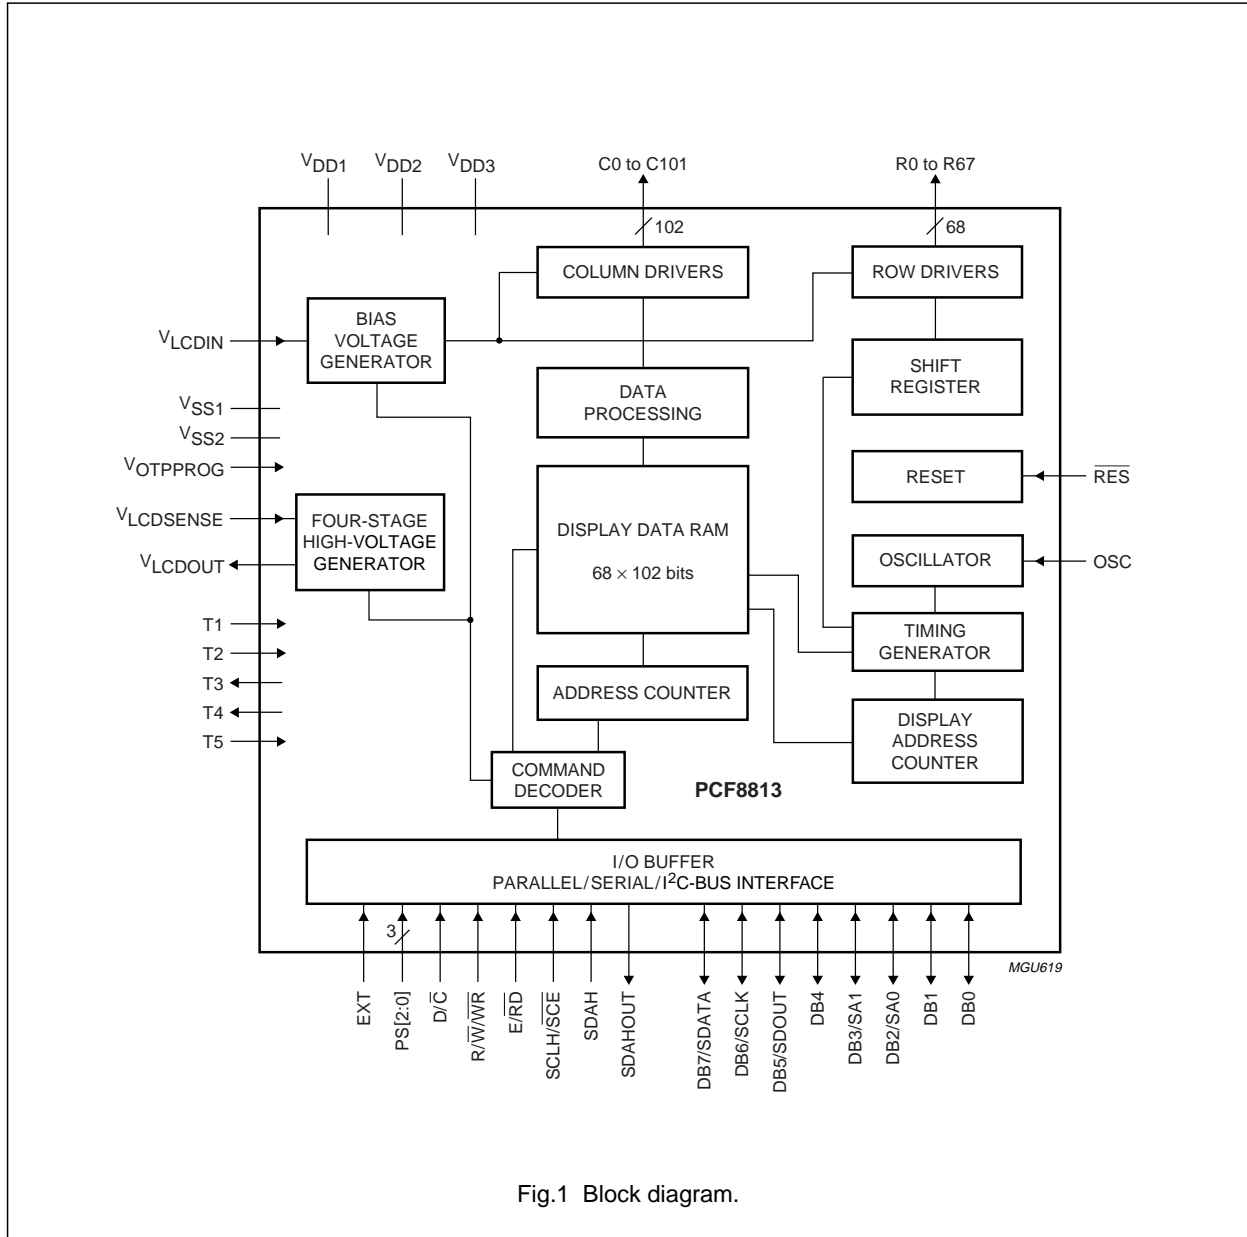 VDD1 VDD2 VDD3 C0 to C101 R0 to R67
102 68
COLUMN DRIVERS
ROW DRIVERS
BIAS
VOLTAGE
GENERATOR
VLCDIN
SHIFT
REGISTER
DATA
PROCESSING
VSS1
VSS2
VOTPPROG
RESET
R̅E̅S̅
VLCDSENSE
VLCDOUT
FOUR-STAGE
HIGH-VOLTAGE
GENERATOR
DISPLAY DATA RAM
68 × 102 bits
OSCILLATOR
OSC
T1
T2
T3
T4
T5
TIMING
GENERATOR
ADDRESS COUNTER
DISPLAY
ADDRESS
COUNTER
COMMAND
DECODER
PCF8813
I/O BUFFER
PARALLEL/SERIAL/I²C-BUS INTERFACE
3
MGU619
EXT
PS[2:0]
D/C̅
R/W̅/W̅R̅
E̅/R̅D̅
SCLH/S̅C̅E̅
SDAH
SDAHOUT
DB7/SDATA
DB6/SCLK
DB5/SDOUT
DB4
DB3/SA1
DB2/SA0
DB1
DB0
Fig.1 Block diagram.